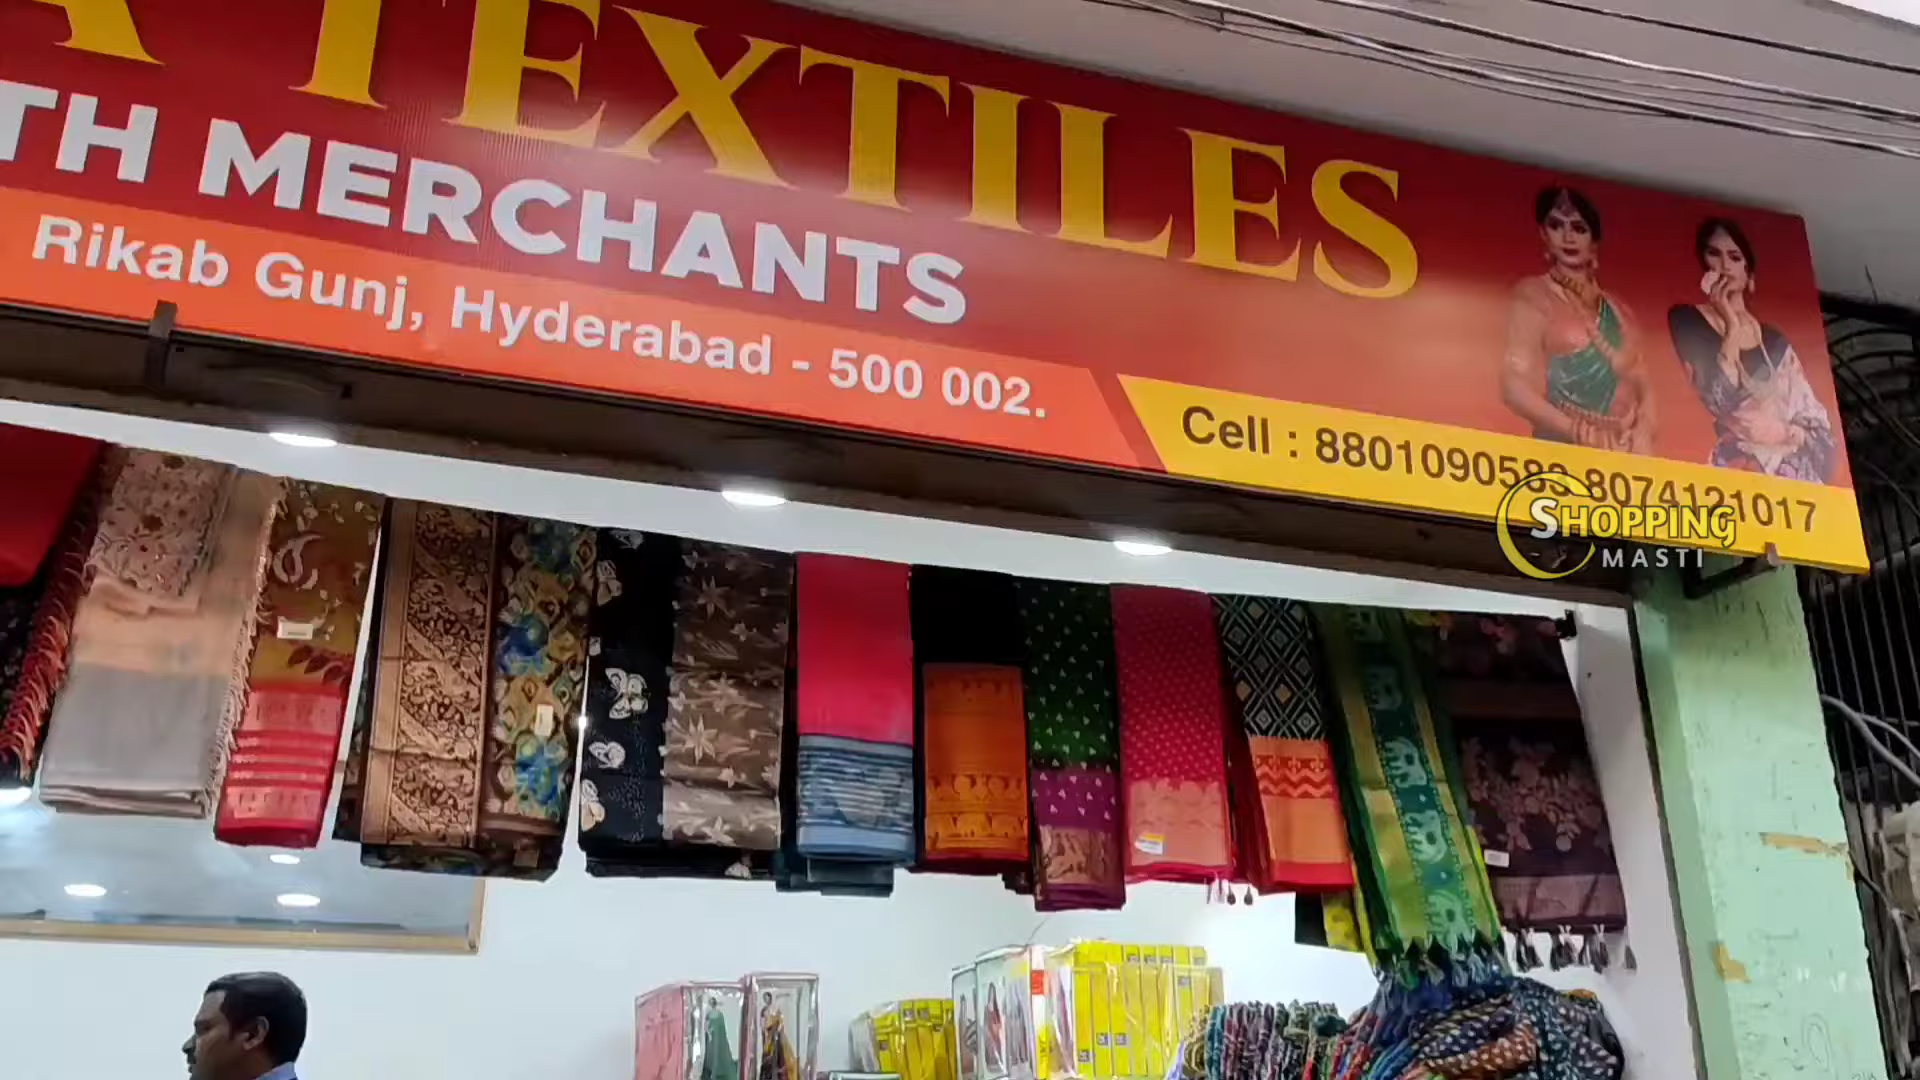 A TEXTILES
TH MERCHANTS
Rikab Gunj, Hyderabad - 500 002.
Cell : 8801090583 8074121017
SHOPPING
MASTI